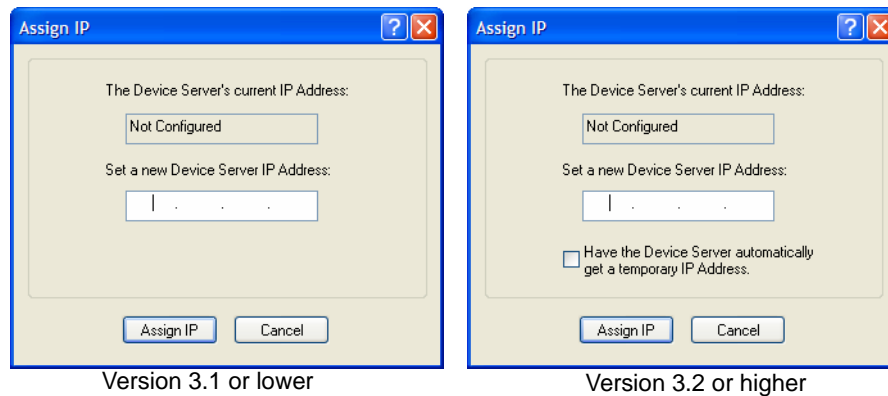 Assign IP
The Device Server's current IP Address:
Not Configured
Set a new Device Server IP Address:
. . .
Assign IP
Cancel
Version 3.1 or lower
Assign IP
The Device Server's current IP Address:
Not Configured
Set a new Device Server IP Address:
. . .
Have the Device Server automatically
get a temporary IP Address.
Assign IP
Cancel
Version 3.2 or higher